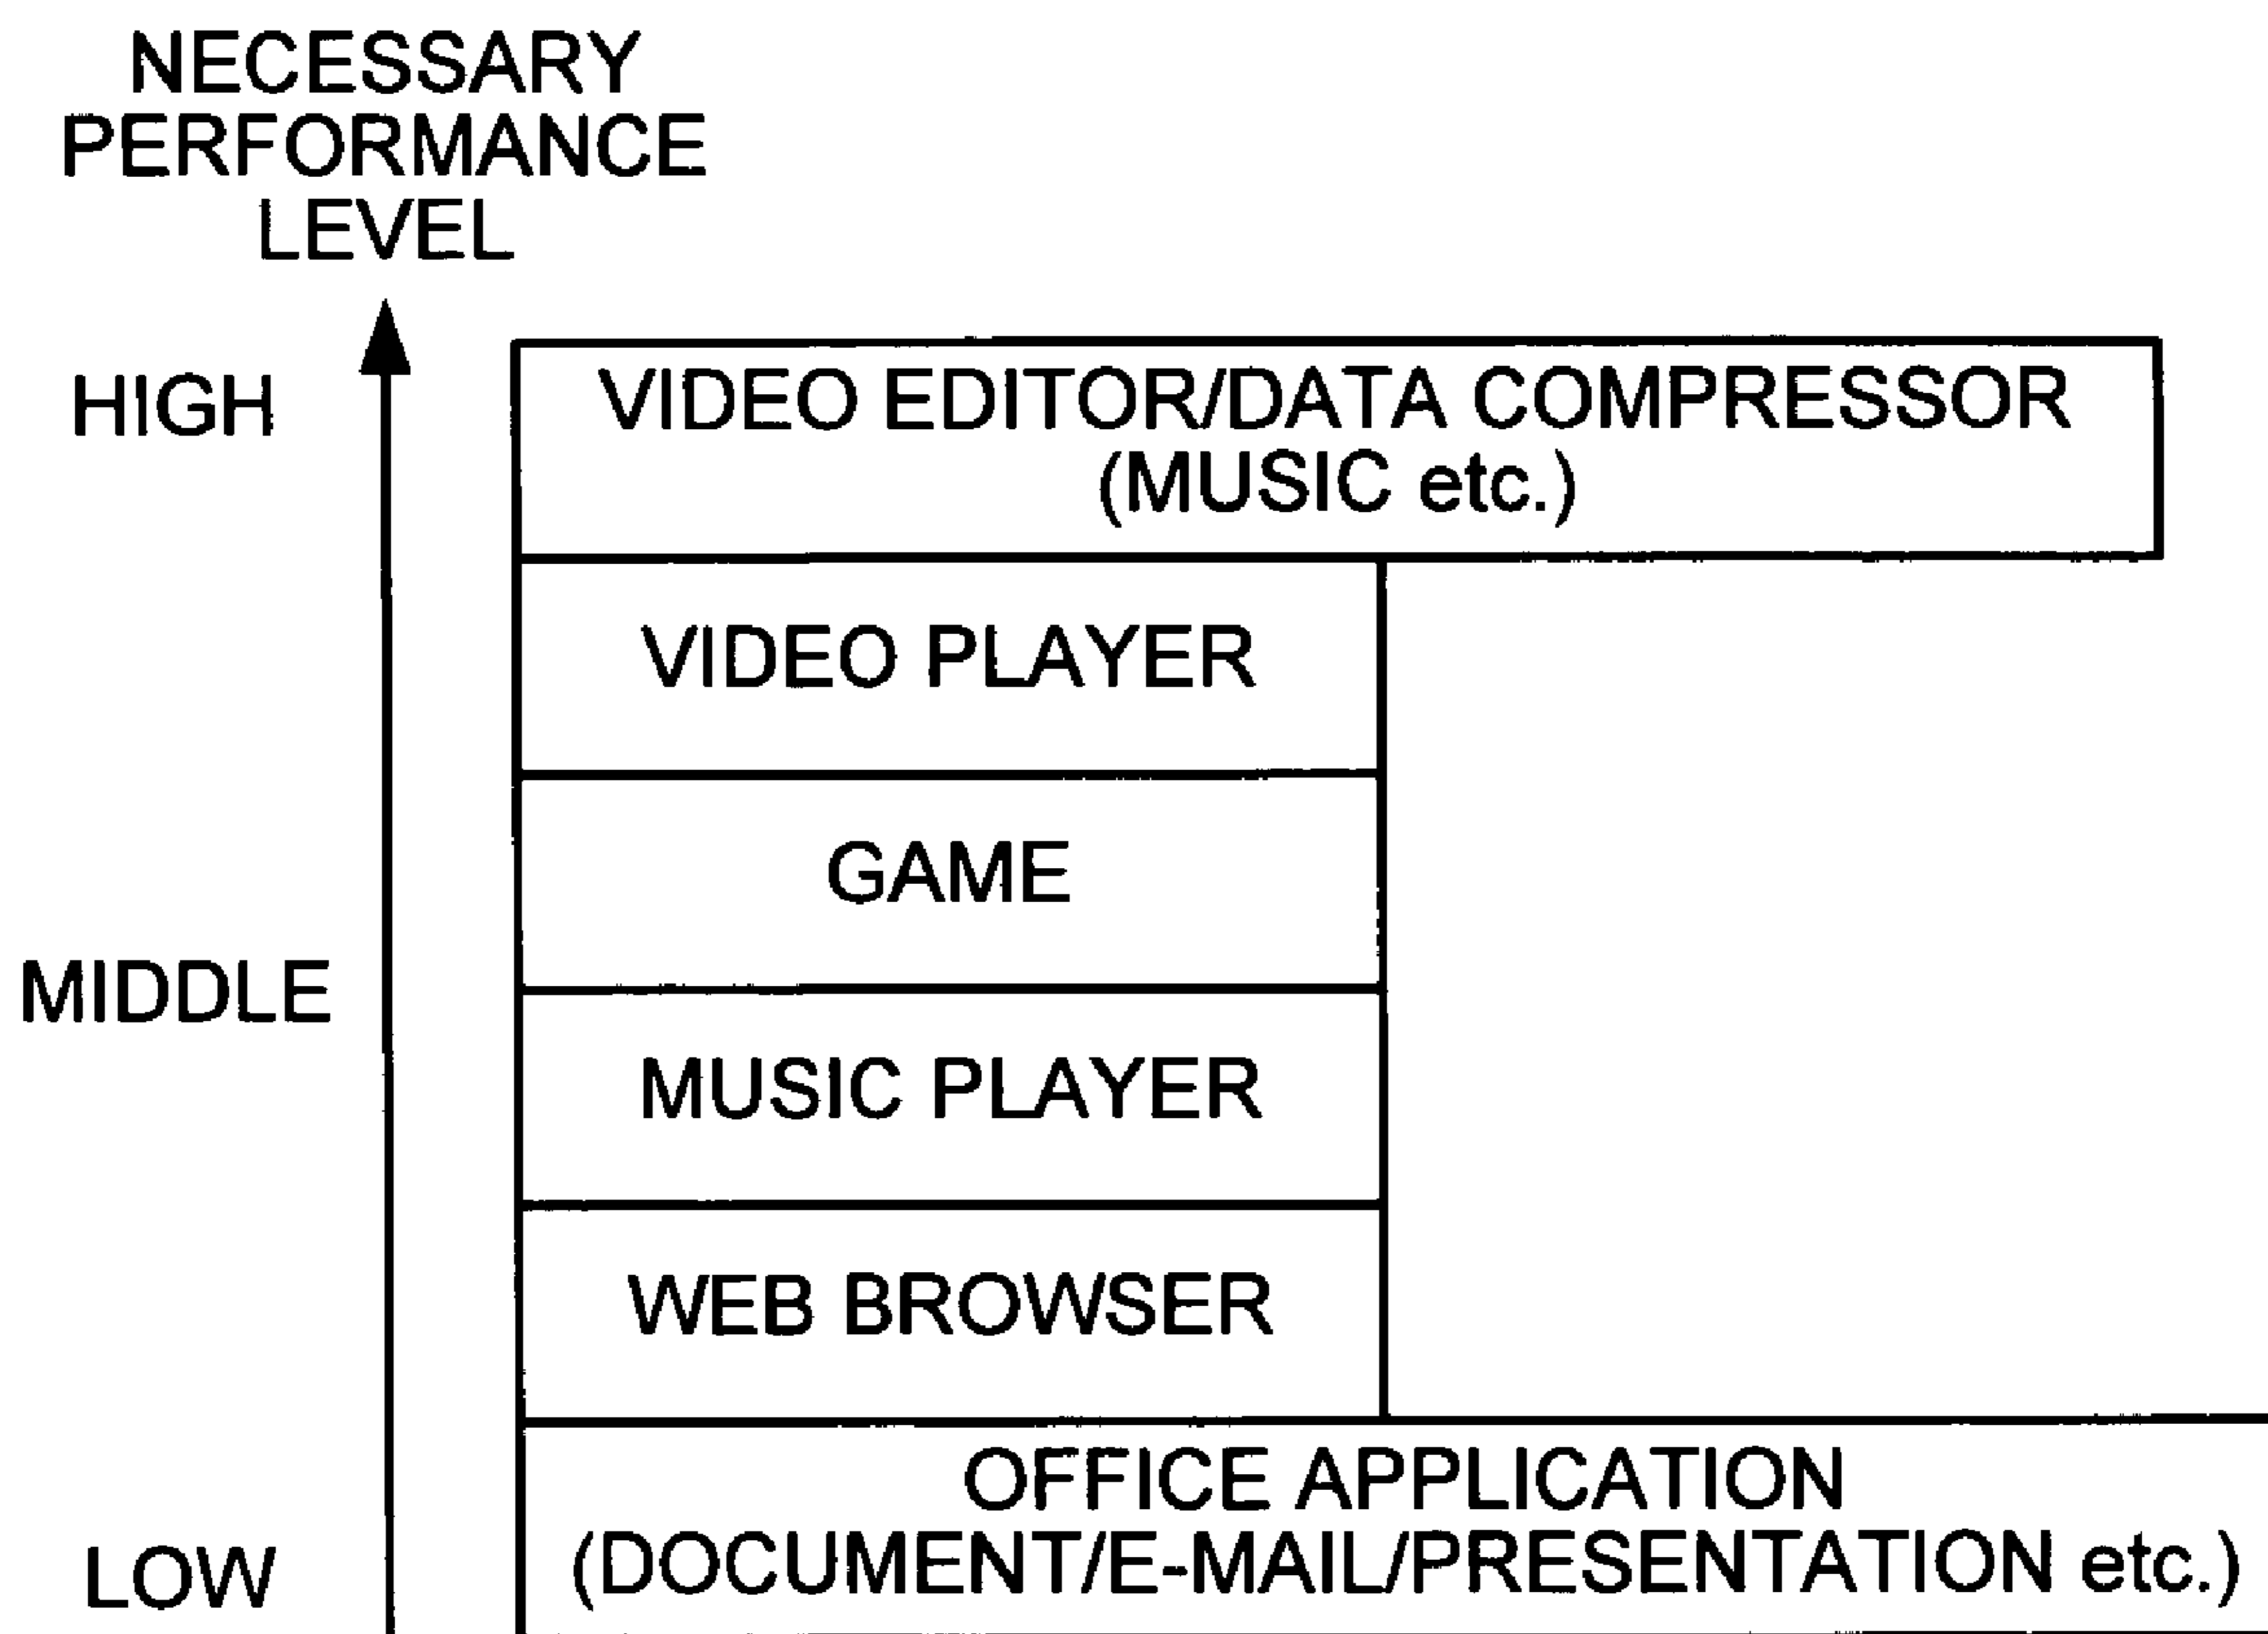 NECESSARY
PERFORMANCE
LEVEL
HIGH
VIDEO EDITOR/DATA COMPRESSOR
(MUSIC etc.)
VIDEO PLAYER
GAME
MIDDLE
MUSIC PLAYER
WEB BROWSER
OFFICE APPLICATION
(DOCUMENT/E-MAIL/PRESENTATION etc.)
LOW